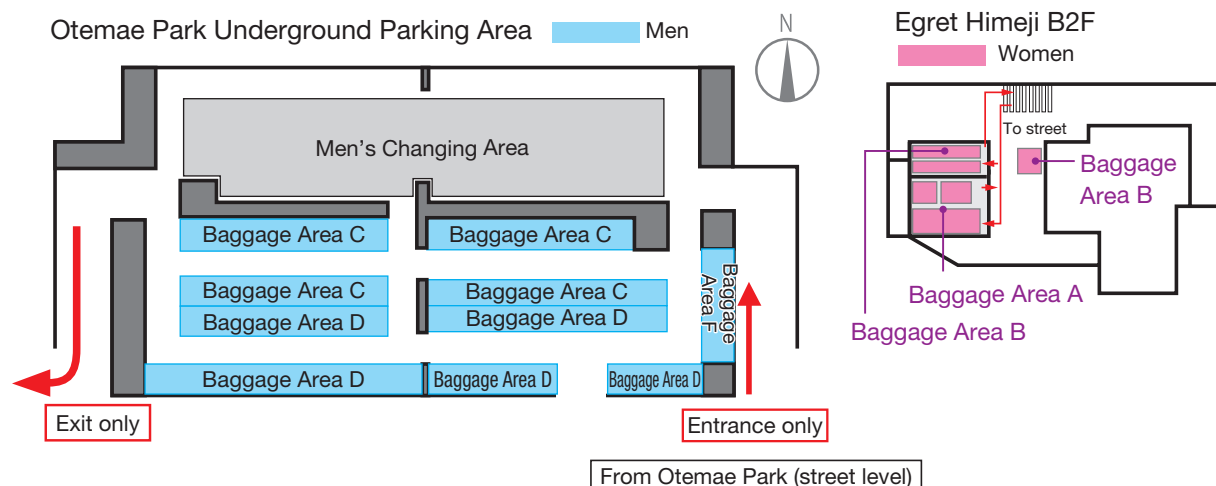 Otemae Park Underground Parking Area
Men
N
Egret Himeji B2F
Women
Men's Changing Area
To street
Baggage
Area B
Baggage Area C
Baggage Area C
Baggage Area C
Baggage Area D
Baggage Area C
Baggage Area D
Baggage
Area F
Baggage Area A
Baggage Area B
Baggage Area D
Baggage Area D
Baggage Area D
Exit only
Entrance only
From Otemae Park (street level)